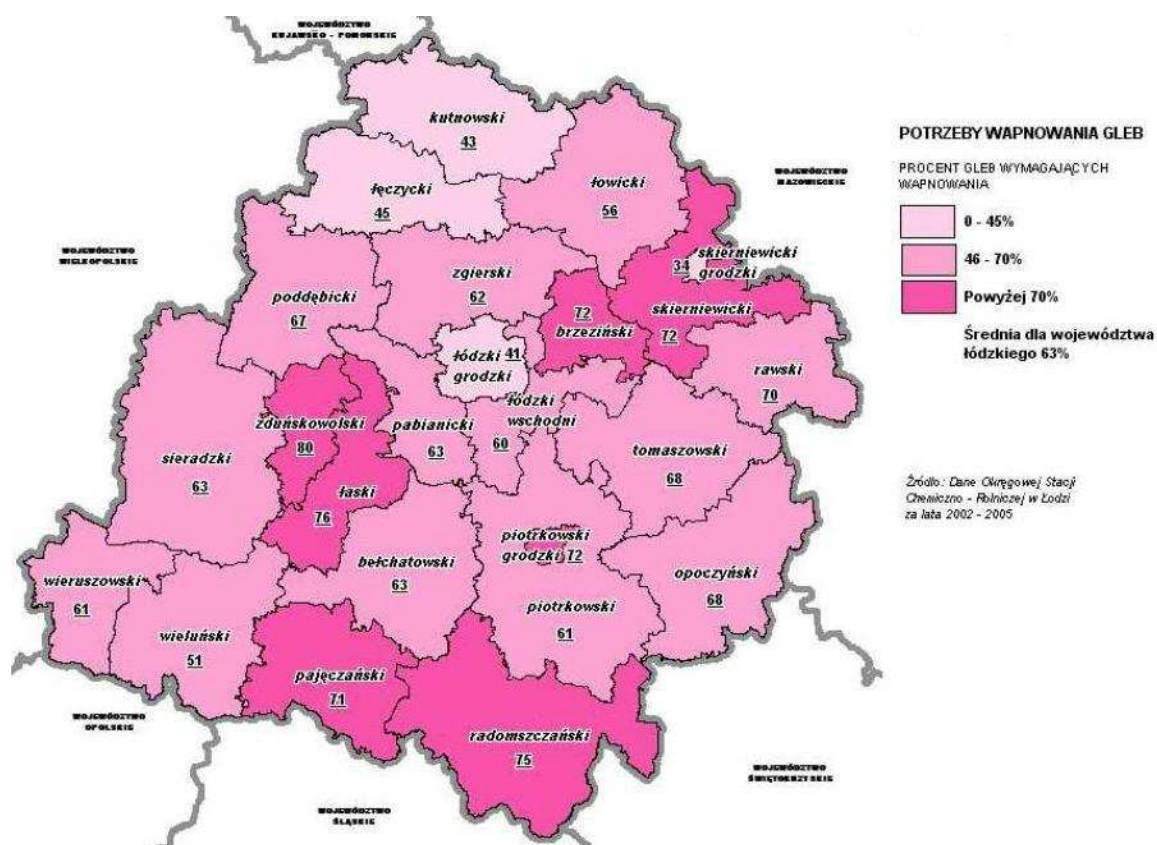 WOJEWÓDZTWO
KUJAWSKO - POMORSKIE
kutnowski
43
łęczycki
45
łowicki
56
WOJEWÓDZTWO
MAZOWIECKIE
WOJEWÓDZTWO
WIELKOPOLSKIE
zgierski
62
34
skierniewicki
grodzki
poddębicki
67
72
brzeziński
skierniewicki
72
łódzki
grodzki
41
rawski
70
zduńskowolski
80
pabianicki
63
łódzki
wschodni
60
sieradzki
63
tomaszowski
68
łaski
76
piotrkowski
grodzki
72
bełchatowski
63
opoczyński
68
wieruszowski
61
piotrkowski
61
wieluński
51
pajęczański
71
radomszczański
75
WOJEWÓDZTWO
OPOLSKIE
WOJEWÓDZTWO
ŚWIĘTOKRZYSKIE
WOJEWÓDZTWO
ŚLĄSKIE
POTRZEBY WAPNOWANIA GLEB
PROCENT GLEB WYMAGAJĄCYCH
WAPNOWANIA
0 - 45%
46 - 70%
Powyżej 70%
Średnia dla województwa
łódzkiego 63%
Źródło: Dane Okręgowej Stacji
Chemiczno - Rolniczej w Łodzi
za lata 2002 - 2005